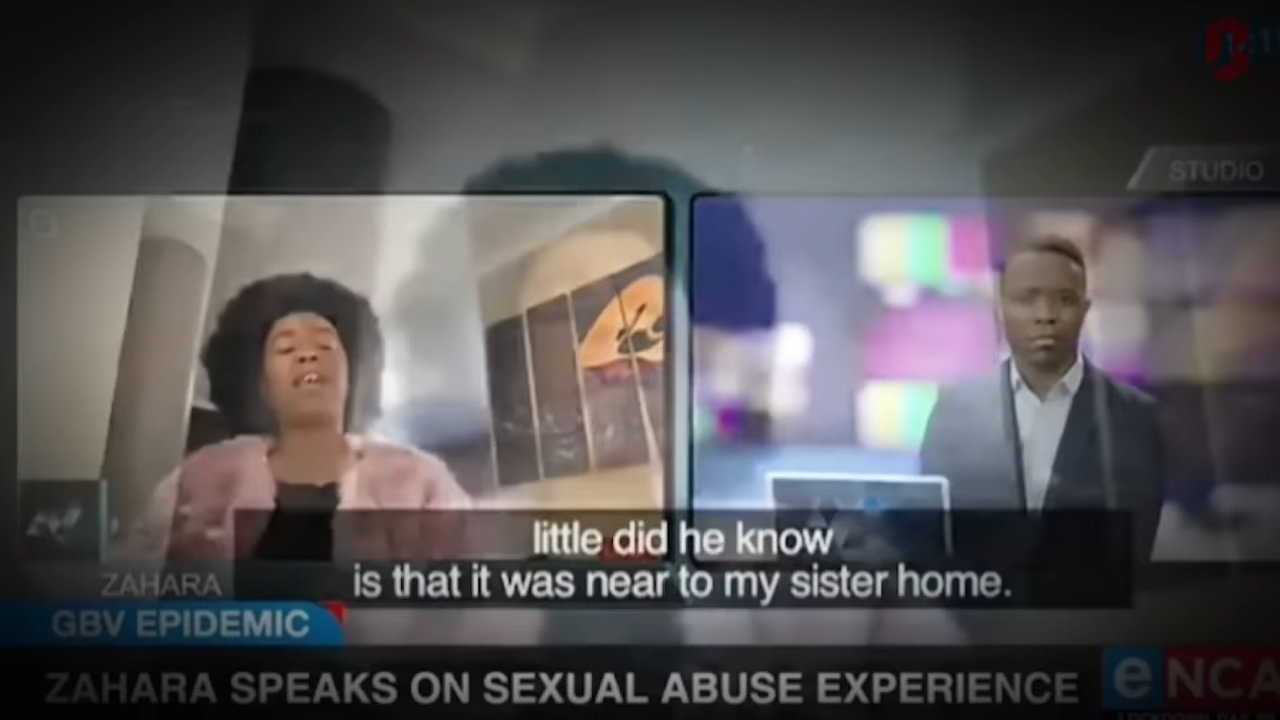 STUDIO
little did he know
is that it was near to my sister home.
ZAHARA
GBV EPIDEMIC
ZAHARA SPEAKS ON SEXUAL ABUSE EXPERIENCE
eNCA